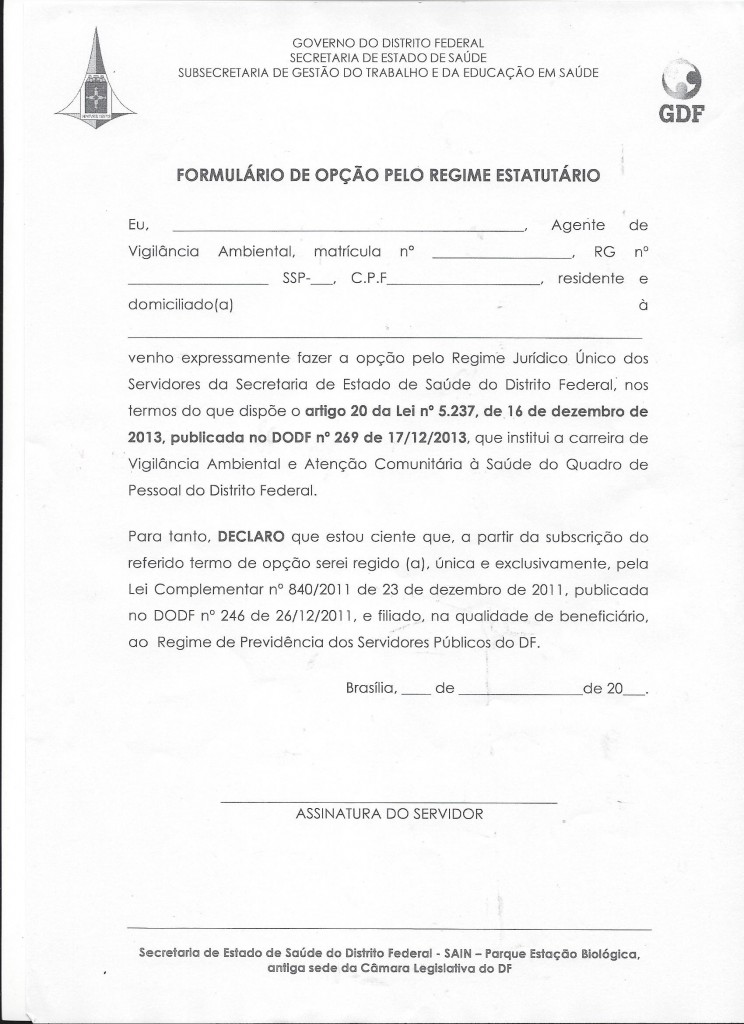 GOVERNO DO DISTRITO FEDERAL
SECRETARIA DE ESTADO DE SAÚDE
SUBSECRETARIA DE GESTÃO DO TRABALHO E DA EDUCAÇÃO EM SAÚDE
GDF
FORMULÁRIO DE OPÇÃO PELO REGIME ESTATUTÁRIO
Eu, ________________________________, Agente de
Vigilância Ambiental, matrícula nº _____________, RG nº
_____________ SSP-__, C.P.F______________, residente e
domiciliado(a) à
_______________________________________________
venho expressamente fazer a opção pelo Regime Jurídico Único dos
Servidores da Secretaria de Estado de Saúde do Distrito Federal, nos
termos do que dispõe o artigo 20 da Lei nº 5.237, de 16 de dezembro de
2013, publicada no DODF nº 269 de 17/12/2013, que institui a carreira de
Vigilância Ambiental e Atenção Comunitária à Saúde do Quadro de
Pessoal do Distrito Federal.
Para tanto, DECLARO que estou ciente que, a partir da subscrição do
referido termo de opção serei regido (a), única e exclusivamente, pela
Lei Complementar nº 840/2011 de 23 de dezembro de 2011, publicada
no DODF nº 246 de 26/12/2011, e filiado, na qualidade de beneficiário,
ao Regime de Previdência dos Servidores Públicos do DF.
Brasília, ___ de ____________de 20__.
ASSINATURA DO SERVIDOR
Secretaria de Estado de Saúde do Distrito Federal - SAIN – Parque Estação Biológica,
antiga sede da Câmara Legislativa do DF